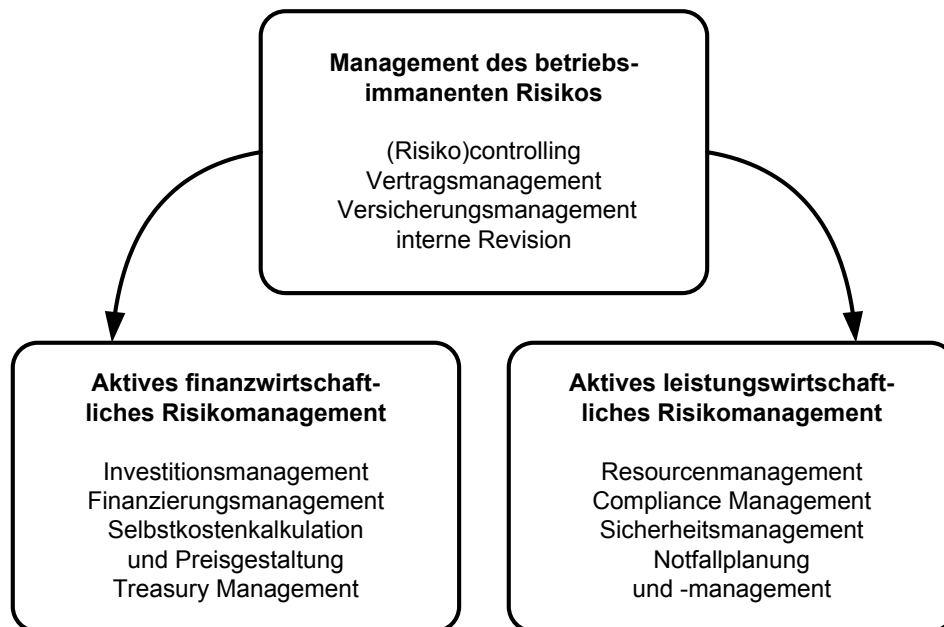 Management des betriebs-
immanenten Risikos
(Risiko)controlling
Vertragsmanagement
Versicherungsmanagement
interne Revision
Aktives finanzwirtschaft-
liches Risikomanagement
Investitionsmanagement
Finanzierungsmanagement
Selbstkostenkalkulation
und Preisgestaltung
Treasury Management
Aktives leistungswirtschaft-
liches Risikomanagement
Resourcenmanagement
Compliance Management
Sicherheitsmanagement
Notfallplanung
und -management